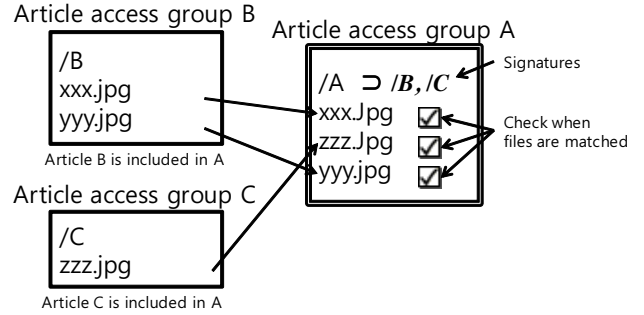 Article access group B
/B
xxx.jpg
yyy.jpg
Article B is included in A
Article access group C
/C
zzz.jpg
Article C is included in A
Article access group A
/A ⊃ /B, /C
xxx.Jpg
zzz.Jpg
yyy.jpg
Signatures
Check when
files are matched